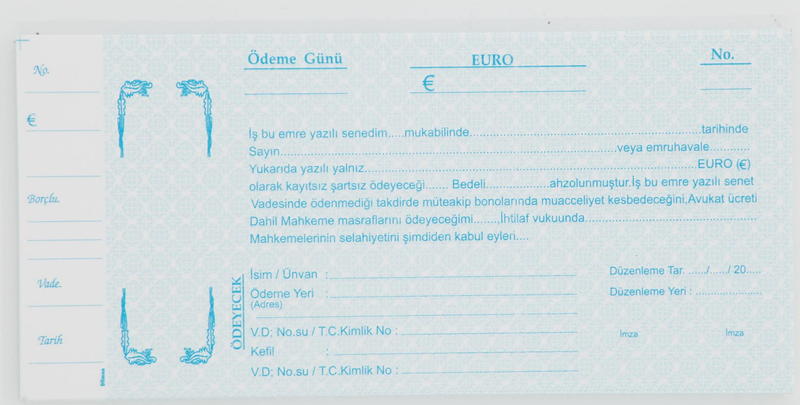 No.
€
Borçlu.
Vade.
Tarih
Ödeme Günü
EURO
€
No.
İş bu emre yazılı senedim.....mukabilinde..........tarihinde
Sayın..........veya emruhavale..........
Yukarıda yazılı yalnız..........EURO (€)
olarak kayıtsız şartsız ödeyeceği....... Bedeli..........ahzolunmuştur.İş bu emre yazılı senet
Vadesinde ödenmediği takdirde müteakip bonolarında muacceliyet kesbedeceğini,Avukat ücreti
Dahil Mahkeme masraflarını ödeyeceğimi.......,İhtilaf vukuunda..........
Mahkemelerinin selahiyetini şimdiden kabul eyleri....
ÖDEYECEK
İsim / Ünvan :
Ödeme Yeri :
(Adres)
V.D; No.su / T.C.Kimlik No :
Kefil :
V.D; No.su / T.C.Kimlik No :
Düzenleme Tar. ....../....../ 20.....
Düzenleme Yeri : ..........
İmza İmza